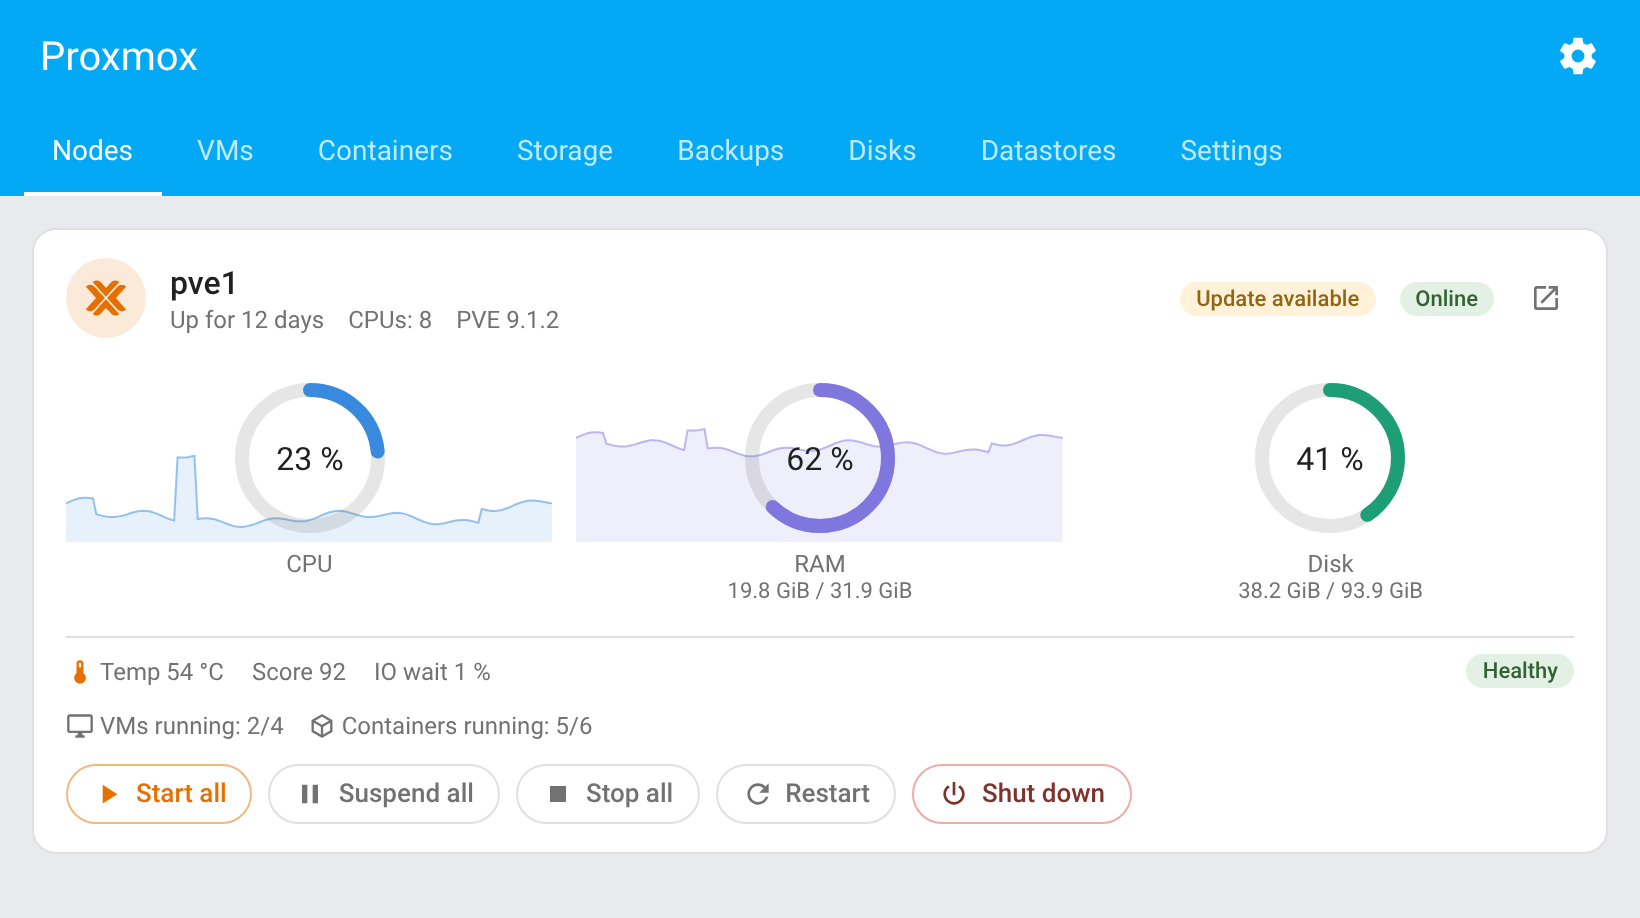 Proxmox
Nodes VMs Containers Storage Backups Disks Datastores Settings
pve1
Up for 12 days CPUs: 8 PVE 9.1.2
Update available Online
23 % 62 % 41 %
CPU RAM Disk
19.8 GiB / 31.9 GiB 38.2 GiB / 93.9 GiB
Temp 54 °C Score 92 IO wait 1 % Healthy
VMs running: 2/4 Containers running: 5/6
Start all Suspend all Stop all Restart Shut down